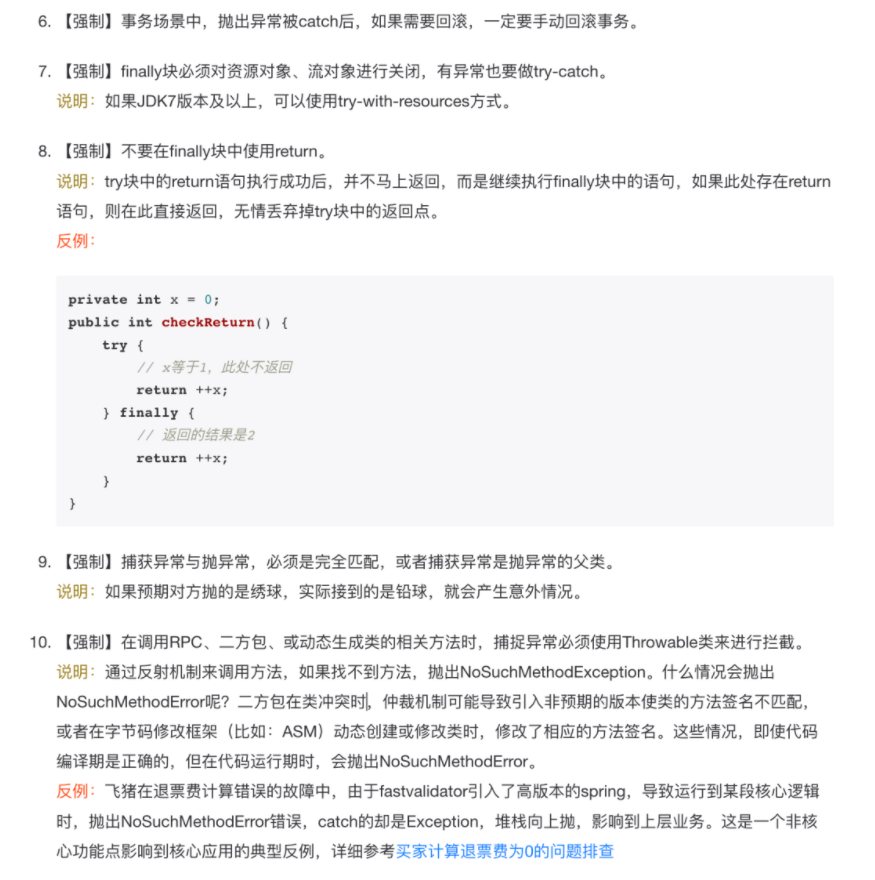 6. 【强制】事务场景中，抛出异常被catch后，如果需要回滚，一定要手动回滚事务。
7. 【强制】finally块必须对资源对象、流对象进行关闭，有异常也要做try-catch。
说明：如果JDK7版本及以上，可以使用try-with-resources方式。
8. 【强制】不要在finally块中使用return。
说明：try块中的return语句执行成功后，并不马上返回，而是继续执行finally块中的语句，如果此处存在return
语句，则在此直接返回，无情丢弃掉try块中的返回点。
反例：
private int x = 0;
public int checkReturn() {
    try {
        // x等于1，此处不返回
        return ++x;
    } finally {
        // 返回的结果是2
        return ++x;
    }
}
9. 【强制】捕获异常与抛异常，必须是完全匹配，或者捕获异常是抛异常的父类。
说明：如果预期对方抛的是绣球，实际接到的是铅球，就会产生意外情况。
10. 【强制】在调用RPC、二方包、或动态生成类的相关方法时，捕捉异常必须使用Throwable类来进行拦截。
说明：通过反射机制来调用方法，如果找不到方法，抛出NoSuchMethodException。什么情况会抛出
NoSuchMethodError呢？二方包在类冲突时，仲裁机制可能导致引入非预期的版本使类的方法签名不匹配，
或者在字节码修改框架（比如：ASM）动态创建或修改类时，修改了相应的方法签名。这些情况，即使代码
编译期是正确的，但在代码运行期时，会抛出NoSuchMethodError。
反例：飞猪在退票费计算错误的故障中，由于fastvalidator引入了高版本的spring，导致运行到某段核心逻辑
时，抛出NoSuchMethodError错误，catch的却是Exception，堆栈向上抛，影响到上层业务。这是一个非核
心功能点影响到核心应用的典型反例，详细参考买家计算退票费为0的问题排查